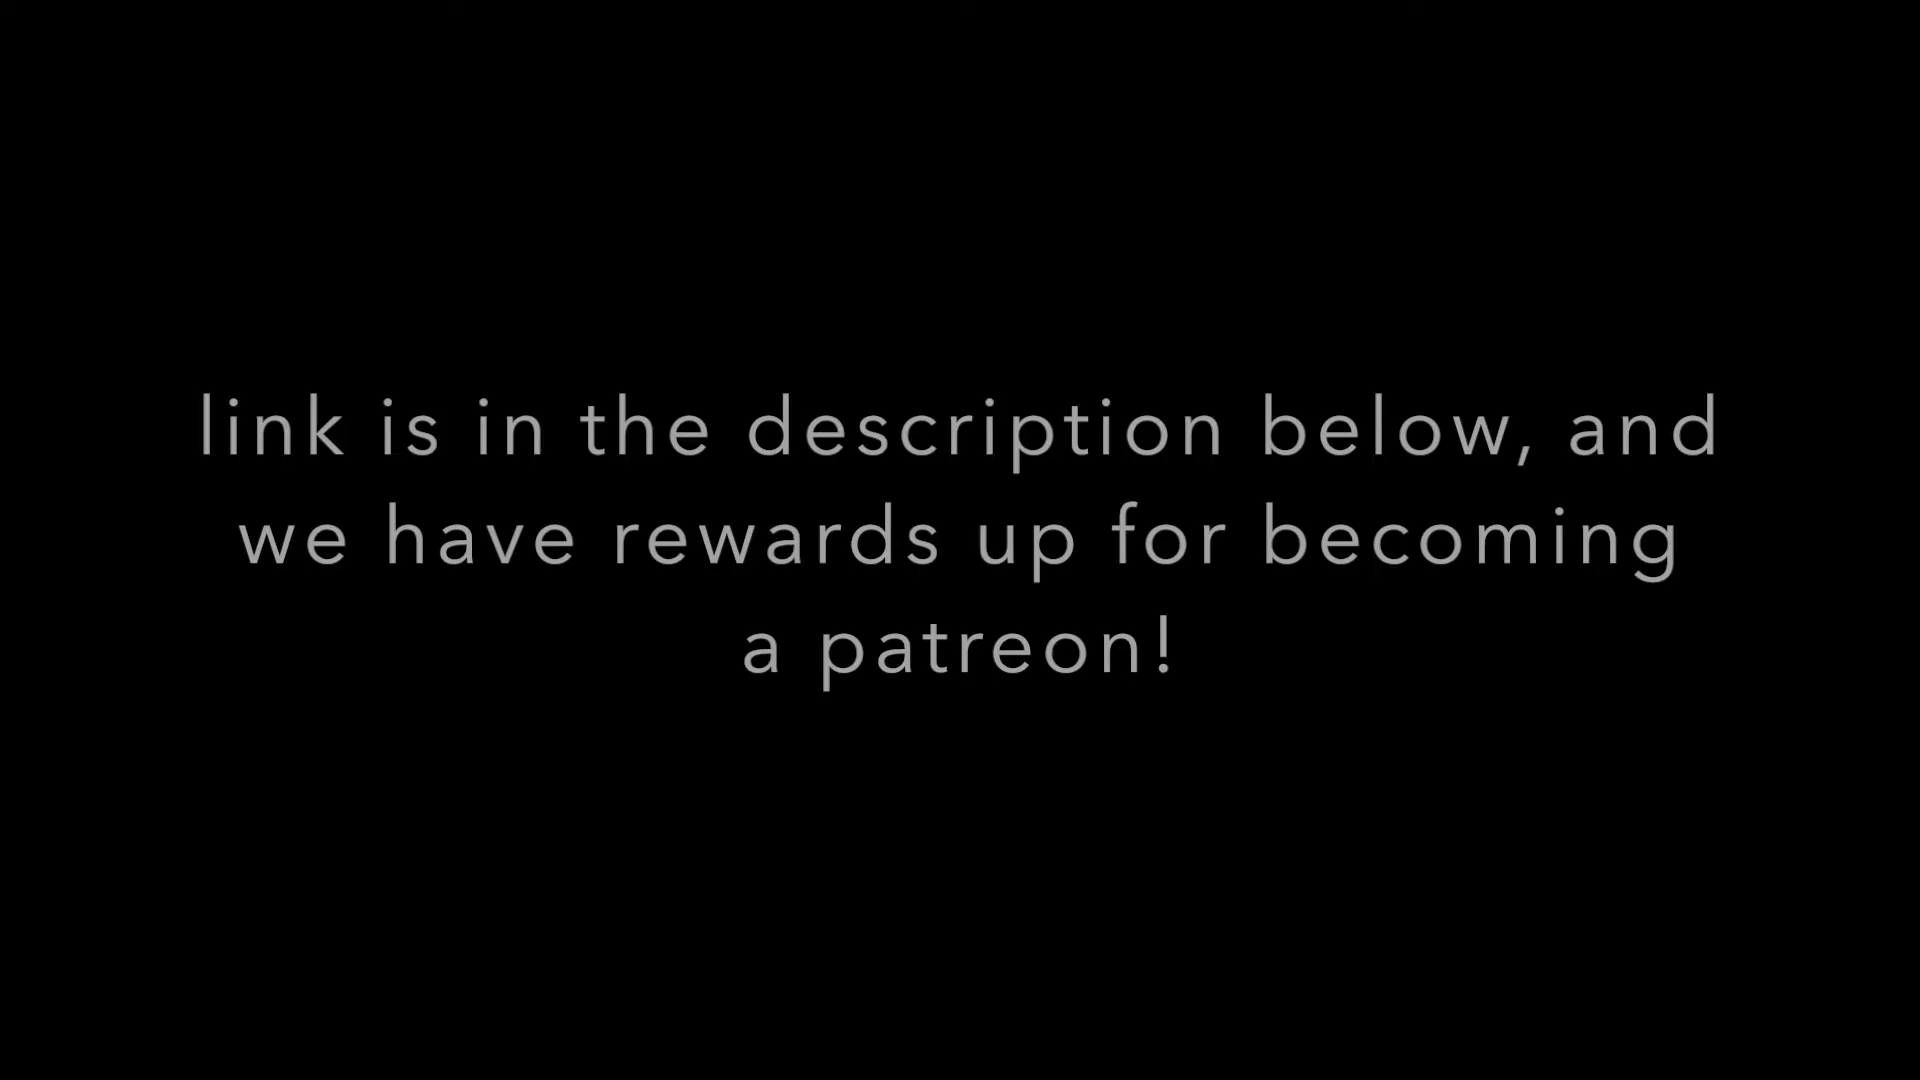 link is in the description below, and
we have rewards up for becoming
a patreon!